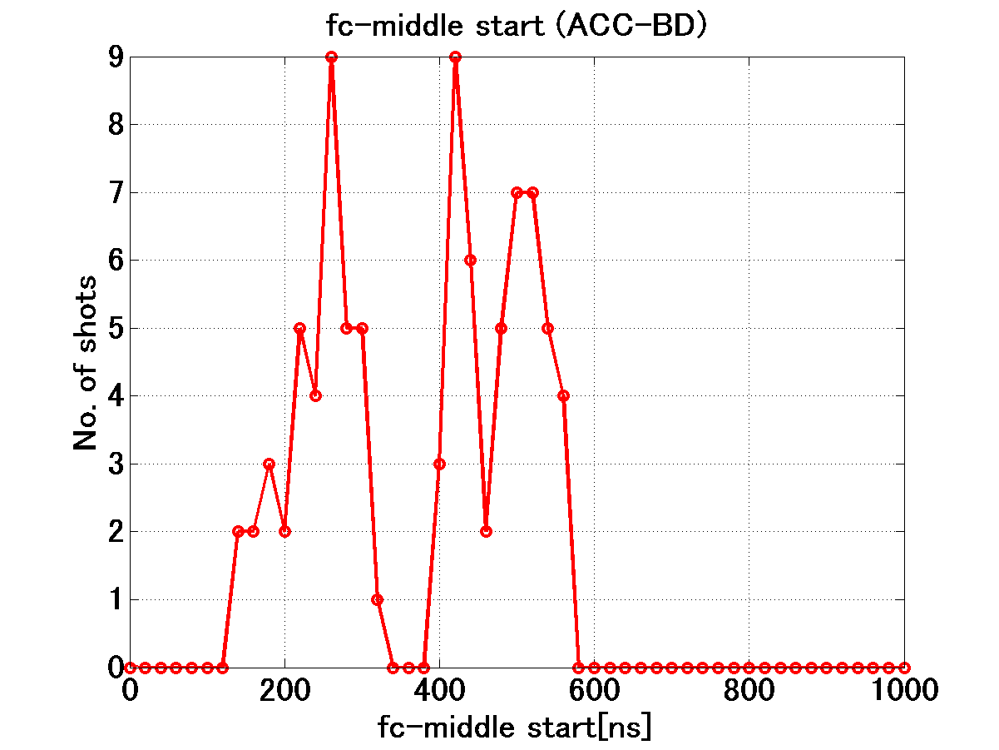 fc-middle start (ACC-BD)
9
8
7
6
5
4
3
2
1
0
No. of shots
0 200 400 600 800 1000
fc-middle start[ns]